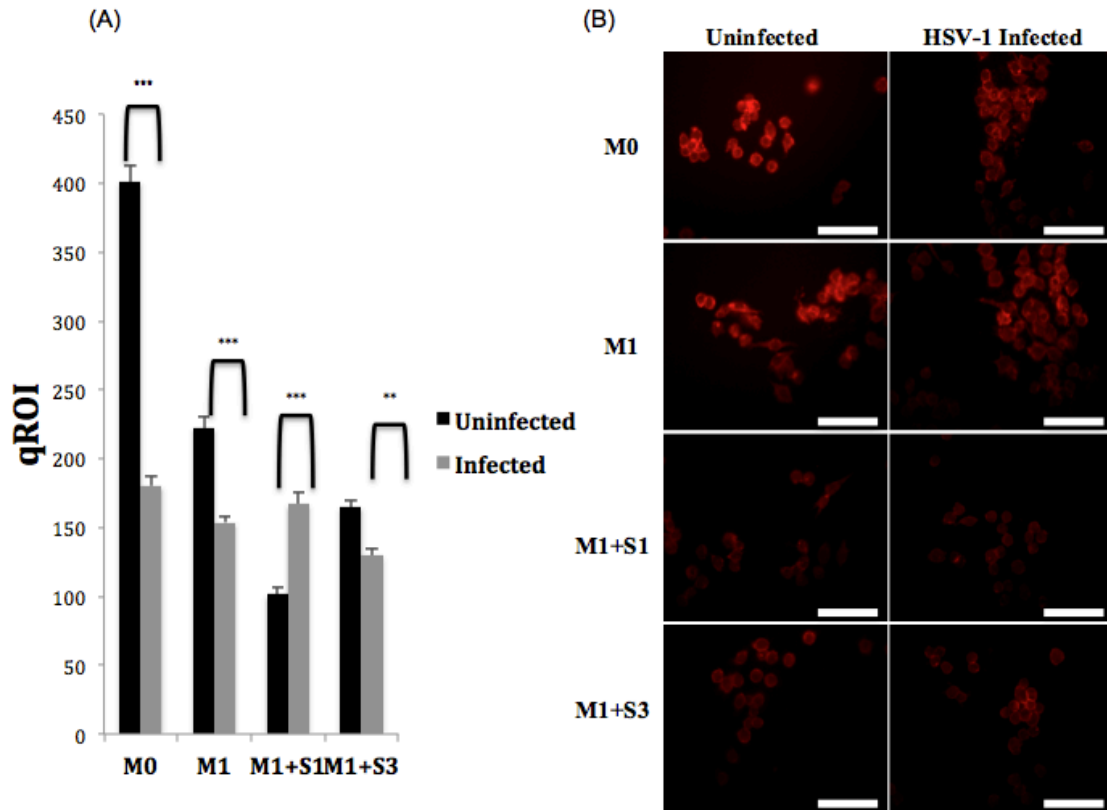 (A)
***
450
400
350
300
250
200
150
100
50
0
***
***
**
qROI
Uninfected
Infected
M0 M1 M1+S1 M1+S3
(B)
Uninfected HSV-1 Infected
M0
M1
M1+S1
M1+S3